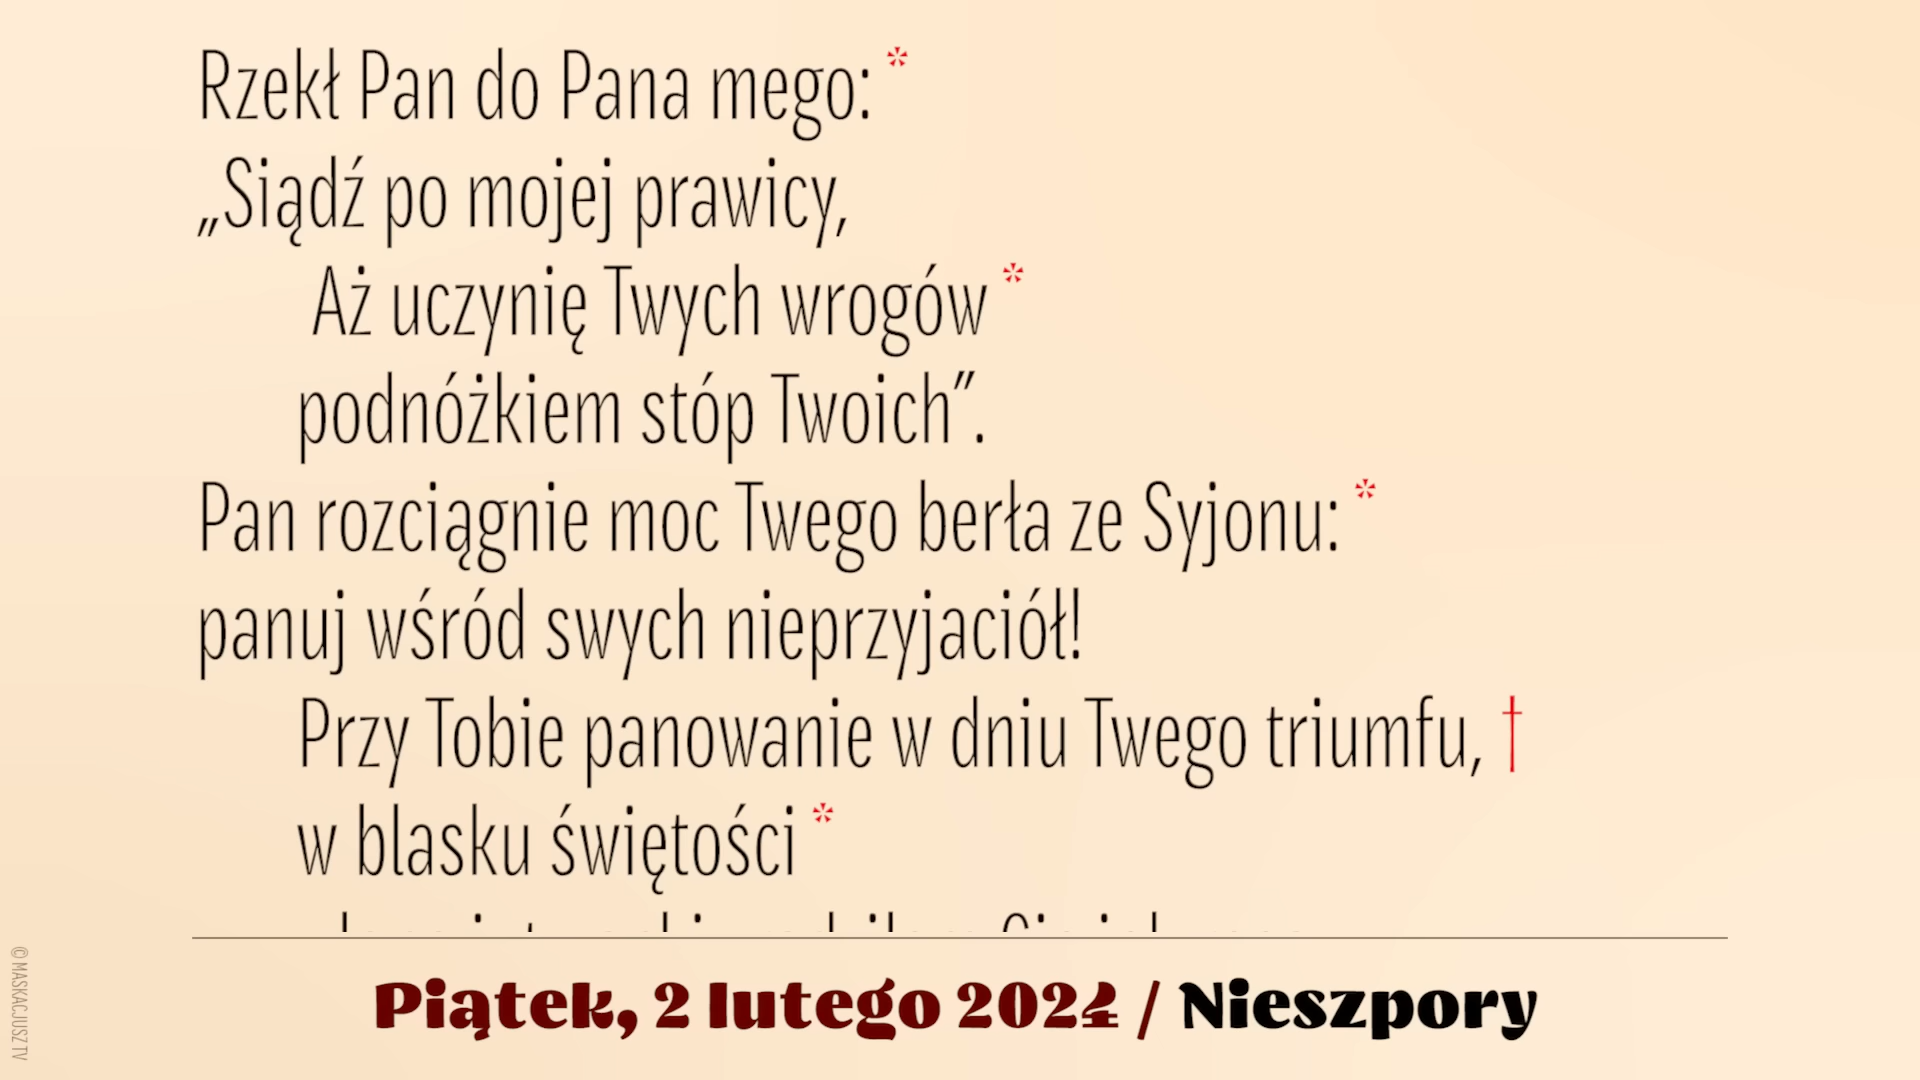 Rzekł Pan do Pana mego: *
„Siądź po mojej prawicy,
Aż uczynię Twych wrogów *
podnóżkiem stóp Twoich”.
Pan rozciągnie moc Twego berła ze Syjonu: *
panuj wśród swych nieprzyjaciół!
Przy Tobie panowanie w dniu Twego triumfu, †
w blasku świętości *
Piątek, 2 lutego 2024 / Nieszpory
© MASKACJUSZ TV